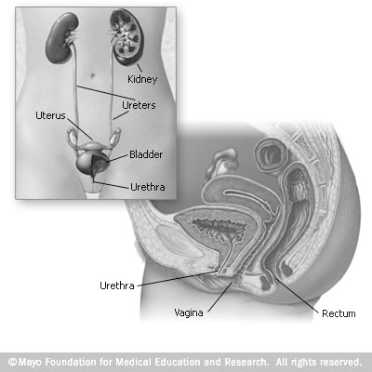 Kidney
Ureters
Uterus
Bladder
Urethra
Urethra
Vagina
Rectum
©Mayo Foundation for Medical Education and Research. All rights reserved.